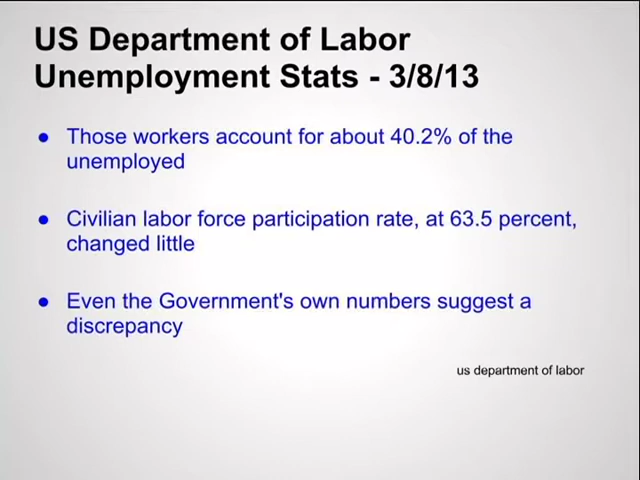 US Department of Labor
Unemployment Stats - 3/8/13
● Those workers account for about 40.2% of the
unemployed
● Civilian labor force participation rate, at 63.5 percent,
changed little
● Even the Government's own numbers suggest a
discrepancy
us department of labor